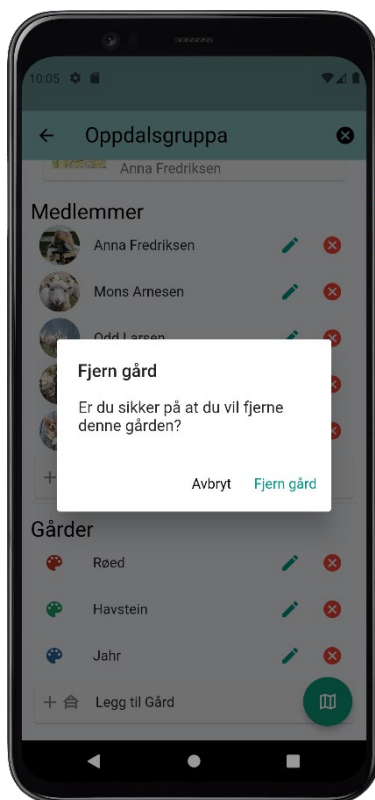 10:05
Oppdalsgruppa
Anna Fredriksen
Medlemmer
Anna Fredriksen
Mons Arnesen
Odd Larsen
Fjern gård
Er du sikker på at du vil fjerne
denne gården?
Avbryt Fjern gård
Gårder
Røed
Havstein
Jahr
+ Legg til Gård